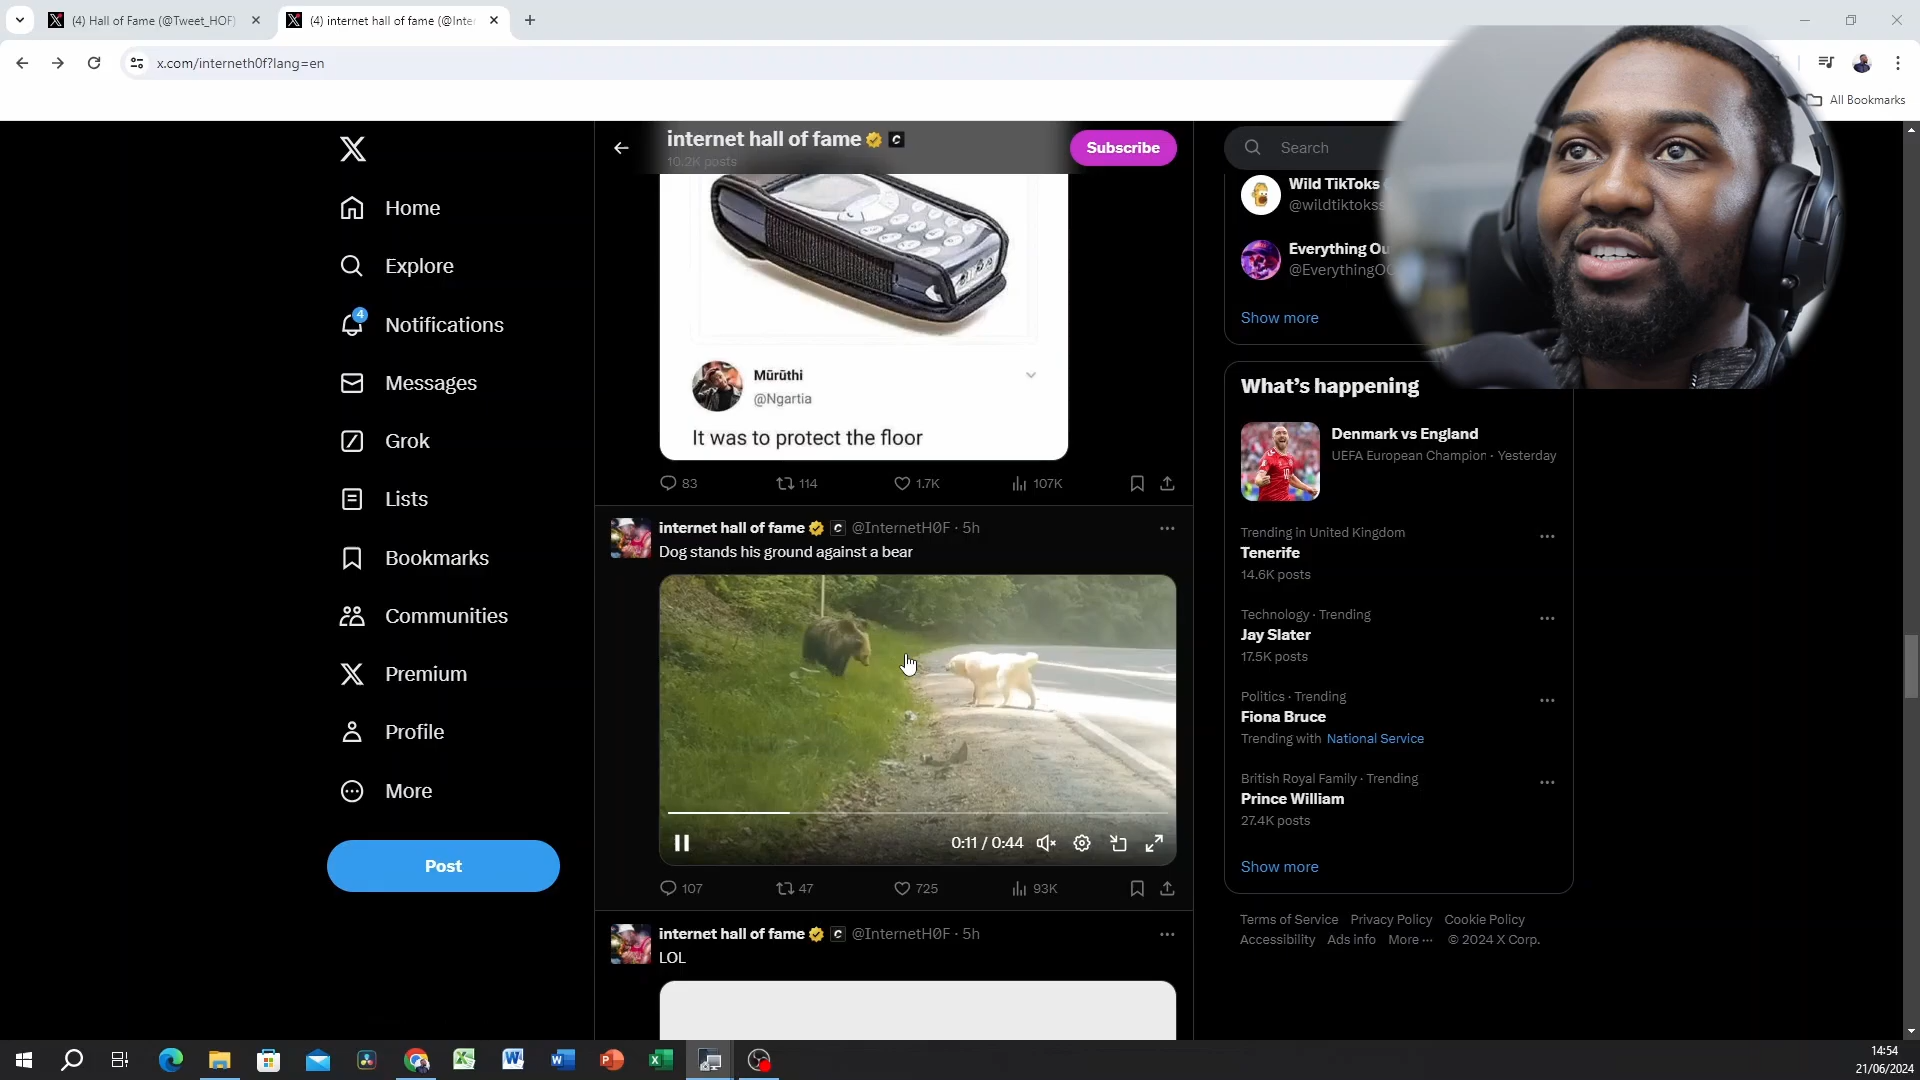 (4) Hall of Fame (@Tweet_HOF)
(4) internet hall of fame (@Inte
x.com/interneth0f?lang=en
All Bookmarks
Home
Explore
4
Notifications
Messages
Grok
Lists
Bookmarks
Communities
Premium
Profile
More
Post
internet hall of fame
10.2K posts
Subscribe
Mūrūthi
@Ngartia
It was to protect the floor
83 114 1.7K 107K
internet hall of fame @InternetH0F · 5h
Dog stands his ground against a bear
0:11 / 0:44
107 47 725 93K
internet hall of fame @InternetH0F · 5h
LOL
Search
Wild TikToks
@wildtiktokss
Everything Ou
@EverythingOO
Show more
What's happening
Denmark vs England
UEFA European Champion · Yesterday
Trending in United Kingdom
Tenerife
14.6K posts
Technology · Trending
Jay Slater
17.5K posts
Politics · Trending
Fiona Bruce
Trending with National Service
British Royal Family · Trending
Prince William
27.4K posts
Show more
Terms of Service Privacy Policy Cookie Policy
Accessibility Ads info More ··· © 2024 X Corp.
14:54
21/06/2024